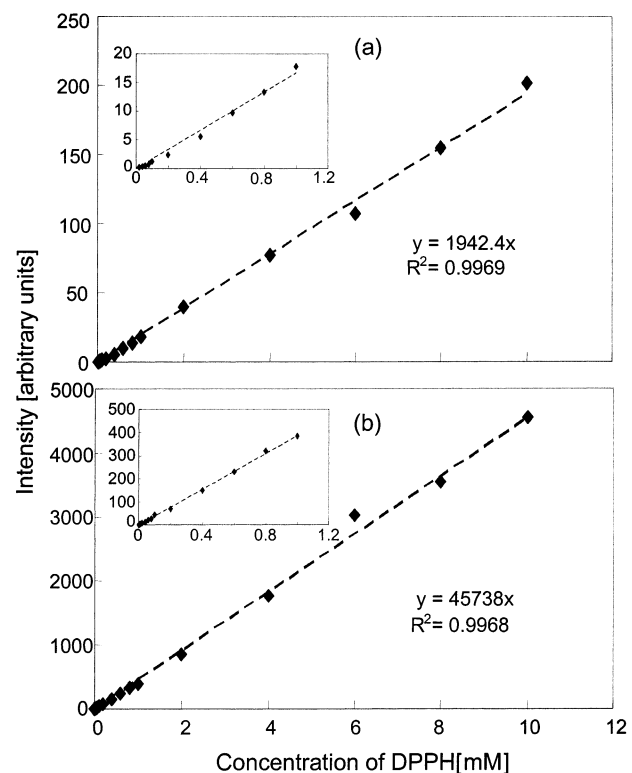 250
200
150
100
50
0
(a)
20
15
10
5
0
0 0.4 0.8 1.2
y = 1942.4x
R2= 0.9969
Intensity [arbitrary units]
5000
4000
3000
2000
1000
0
(b)
500
400
300
200
100
0
0 0.4 0.8 1.2
y = 45738x
R2= 0.9968
0 2 4 6 8 10 12
Concentration of DPPH[mM]